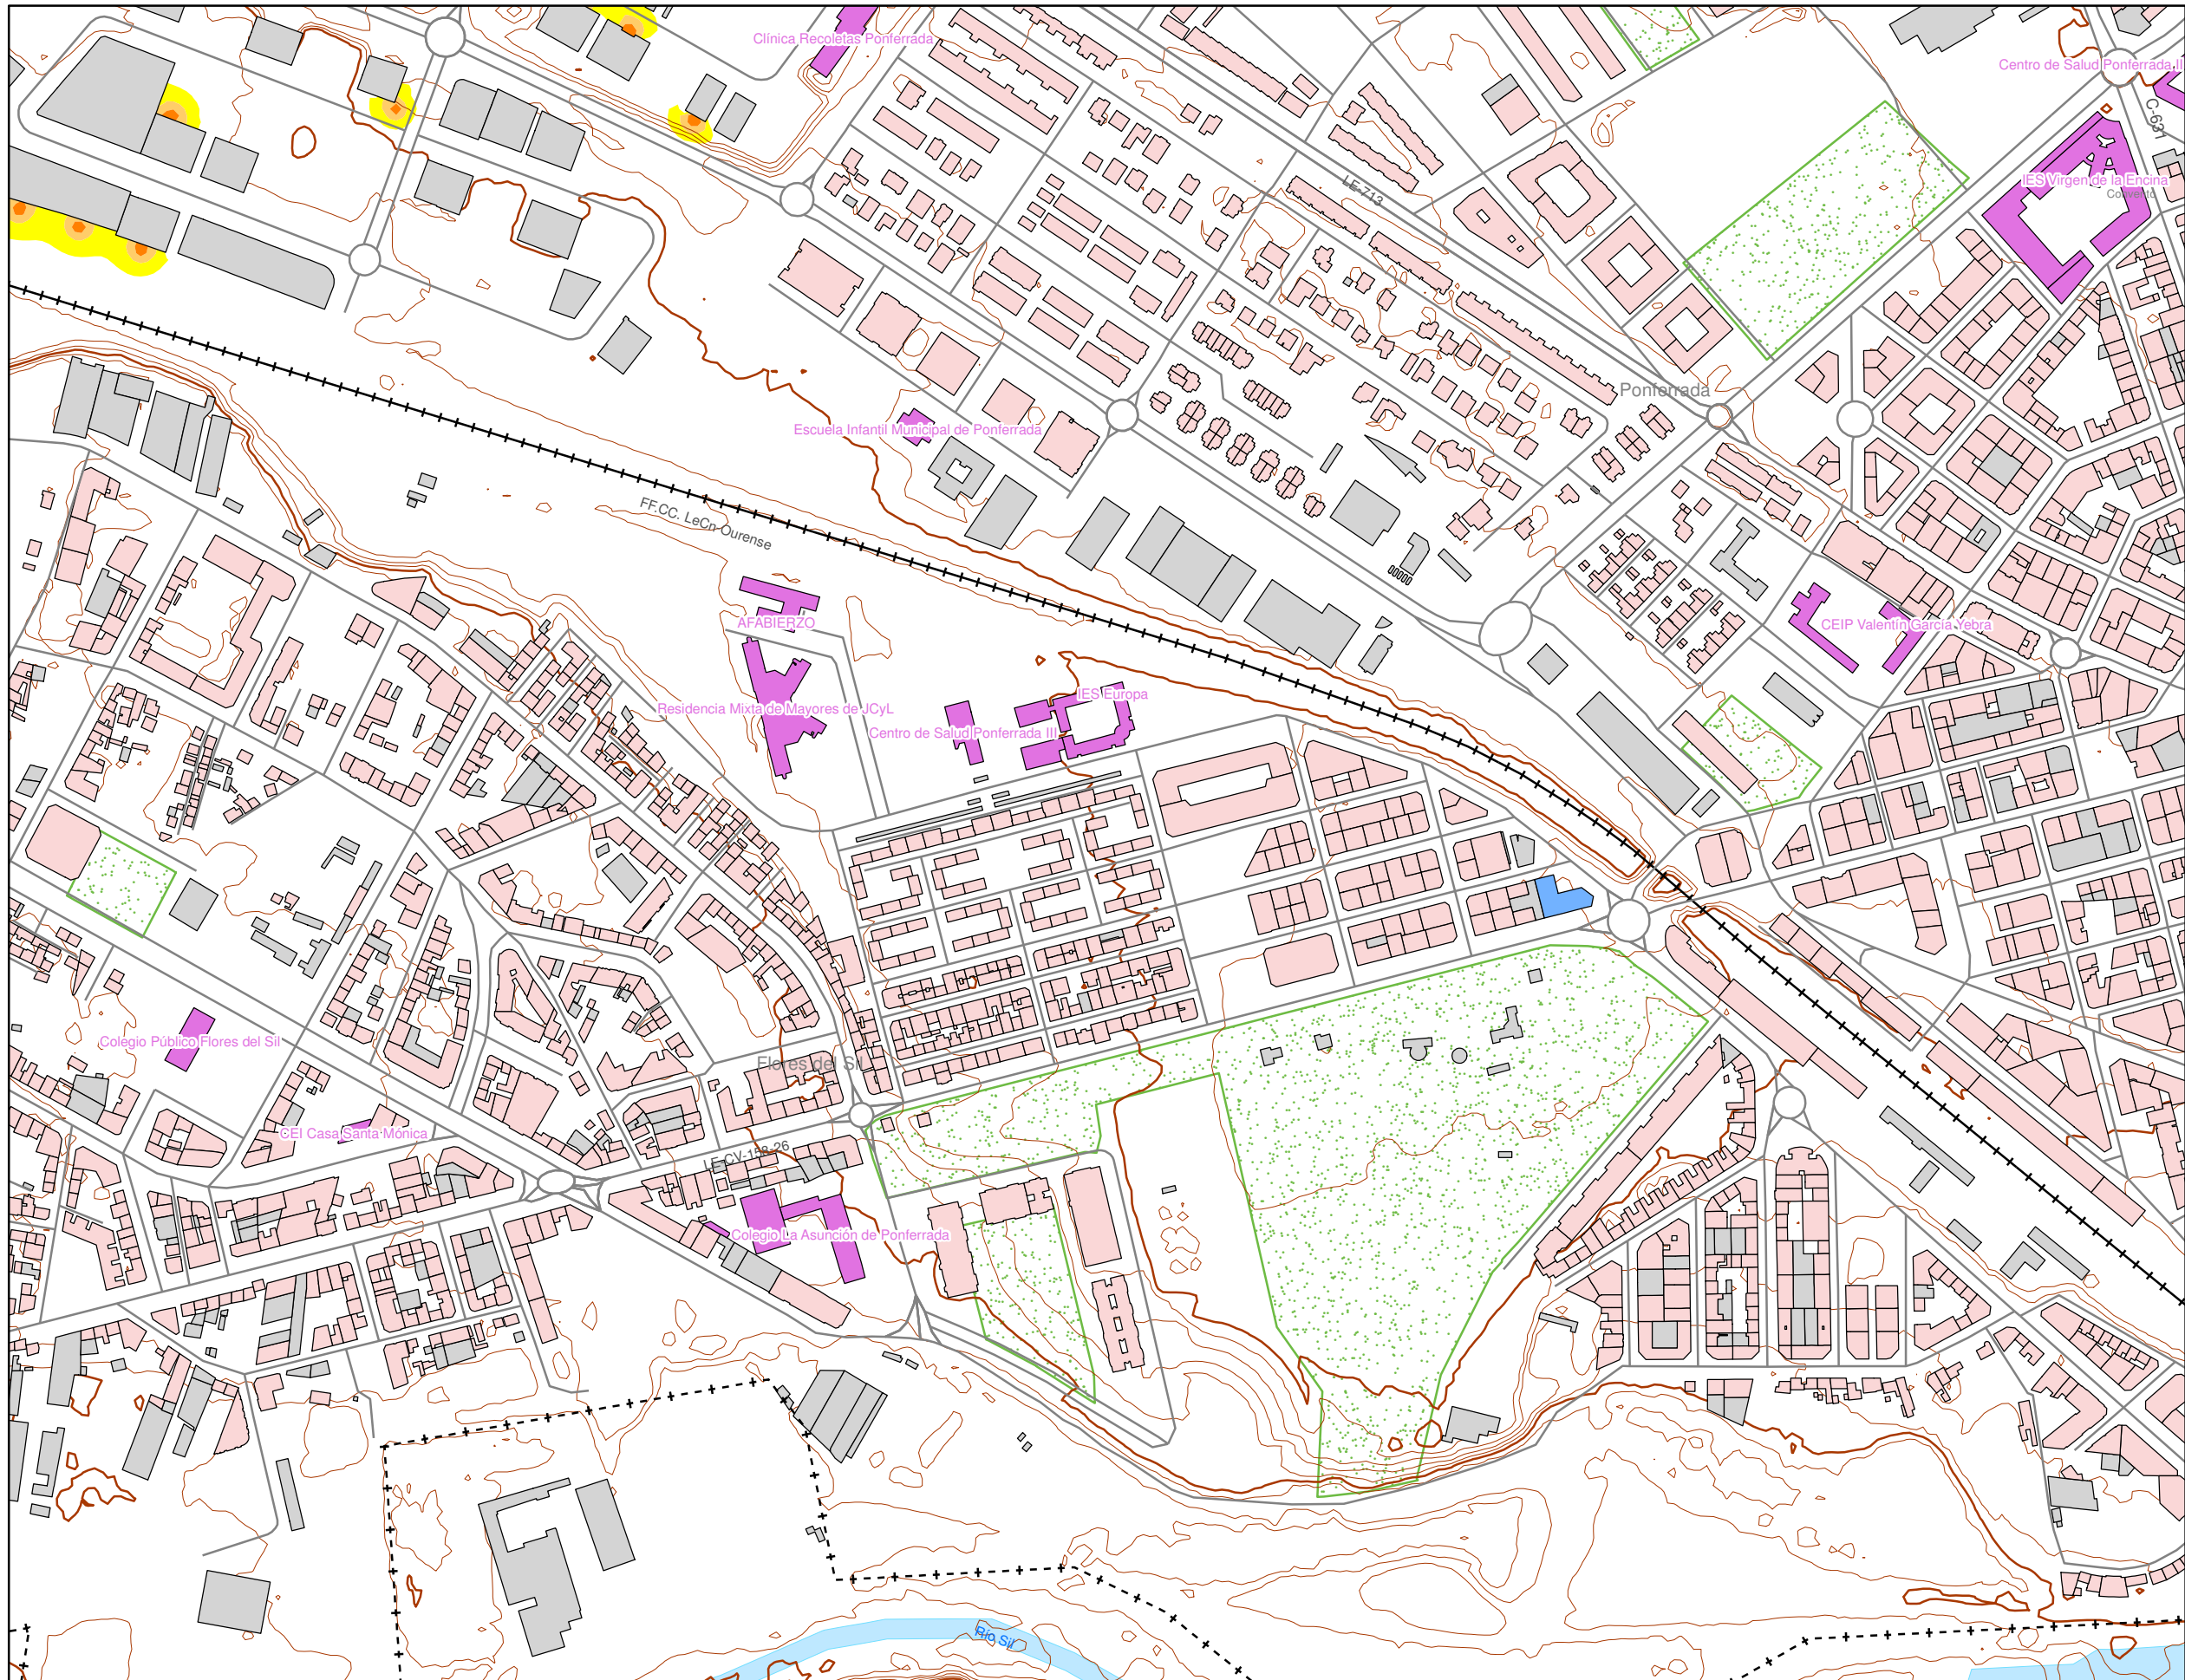 Clínica Recoletas Ponferrada
Centro de Salud Ponferrada II
C-631
IES Virgen de la Encina
Convento
LE-713
Ponferrada
Escuela Infantil Municipal de Ponferrada
FF.CC. LeCn-Ourense
AFABIERZO
CEIP Valentín García Yebra
IES Europa
Residencia Mixta de Mayores de JCyL
Centro de Salud Ponferrada III
Colegio Público Flores del Sil
Flores del Sil
CEI Casa Santa Mónica
LE-CV-158-26
Colegio La Asunción de Ponferrada
Río Sil